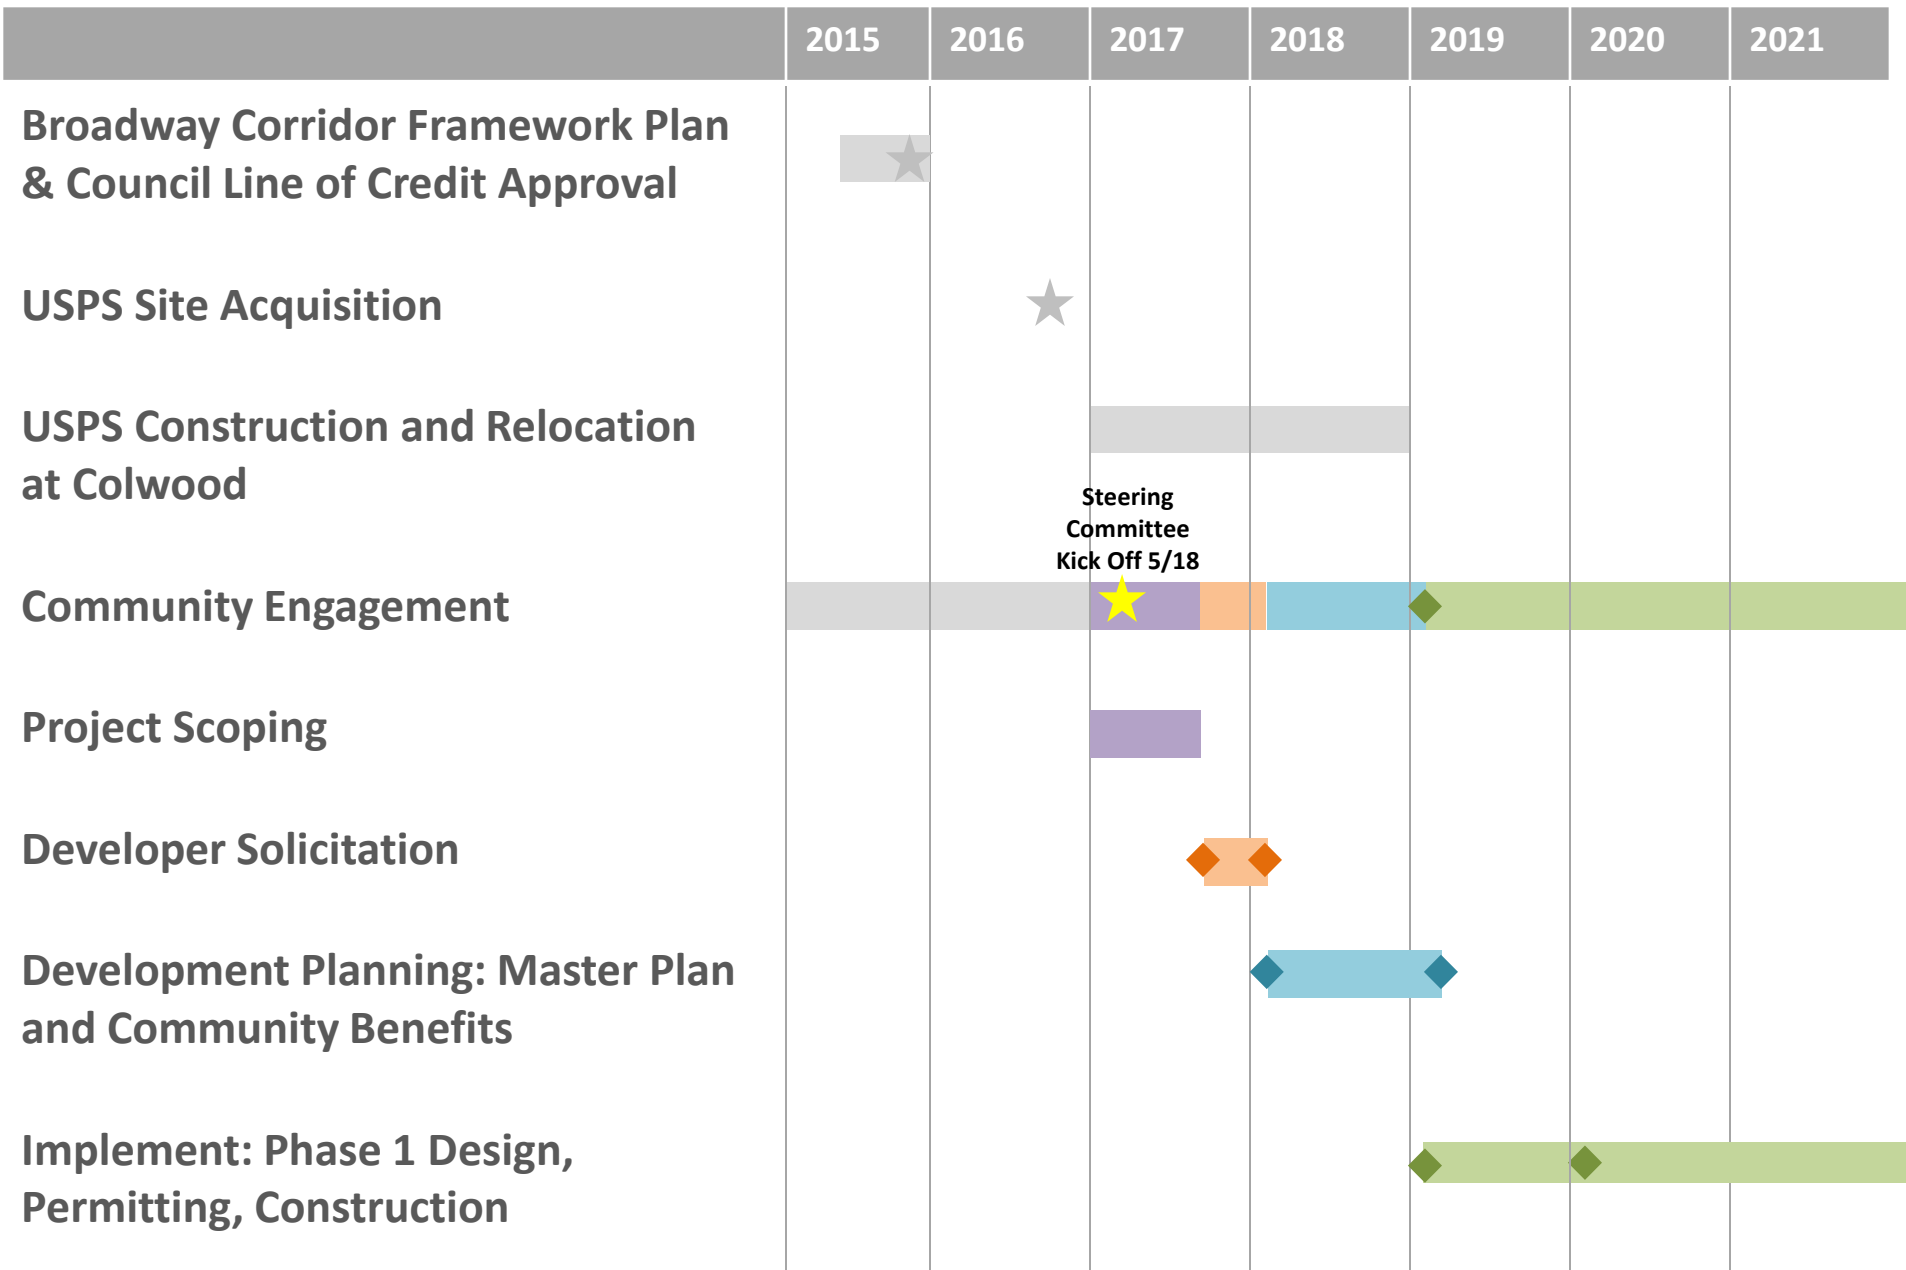 2015 2016 2017 2018 2019 2020 2021
Broadway Corridor Framework Plan
& Council Line of Credit Approval
USPS Site Acquisition
USPS Construction and Relocation
at Colwood
Steering
Committee
Kick Off 5/18
Community Engagement
Project Scoping
Developer Solicitation
Development Planning: Master Plan
and Community Benefits
Implement: Phase 1 Design,
Permitting, Construction